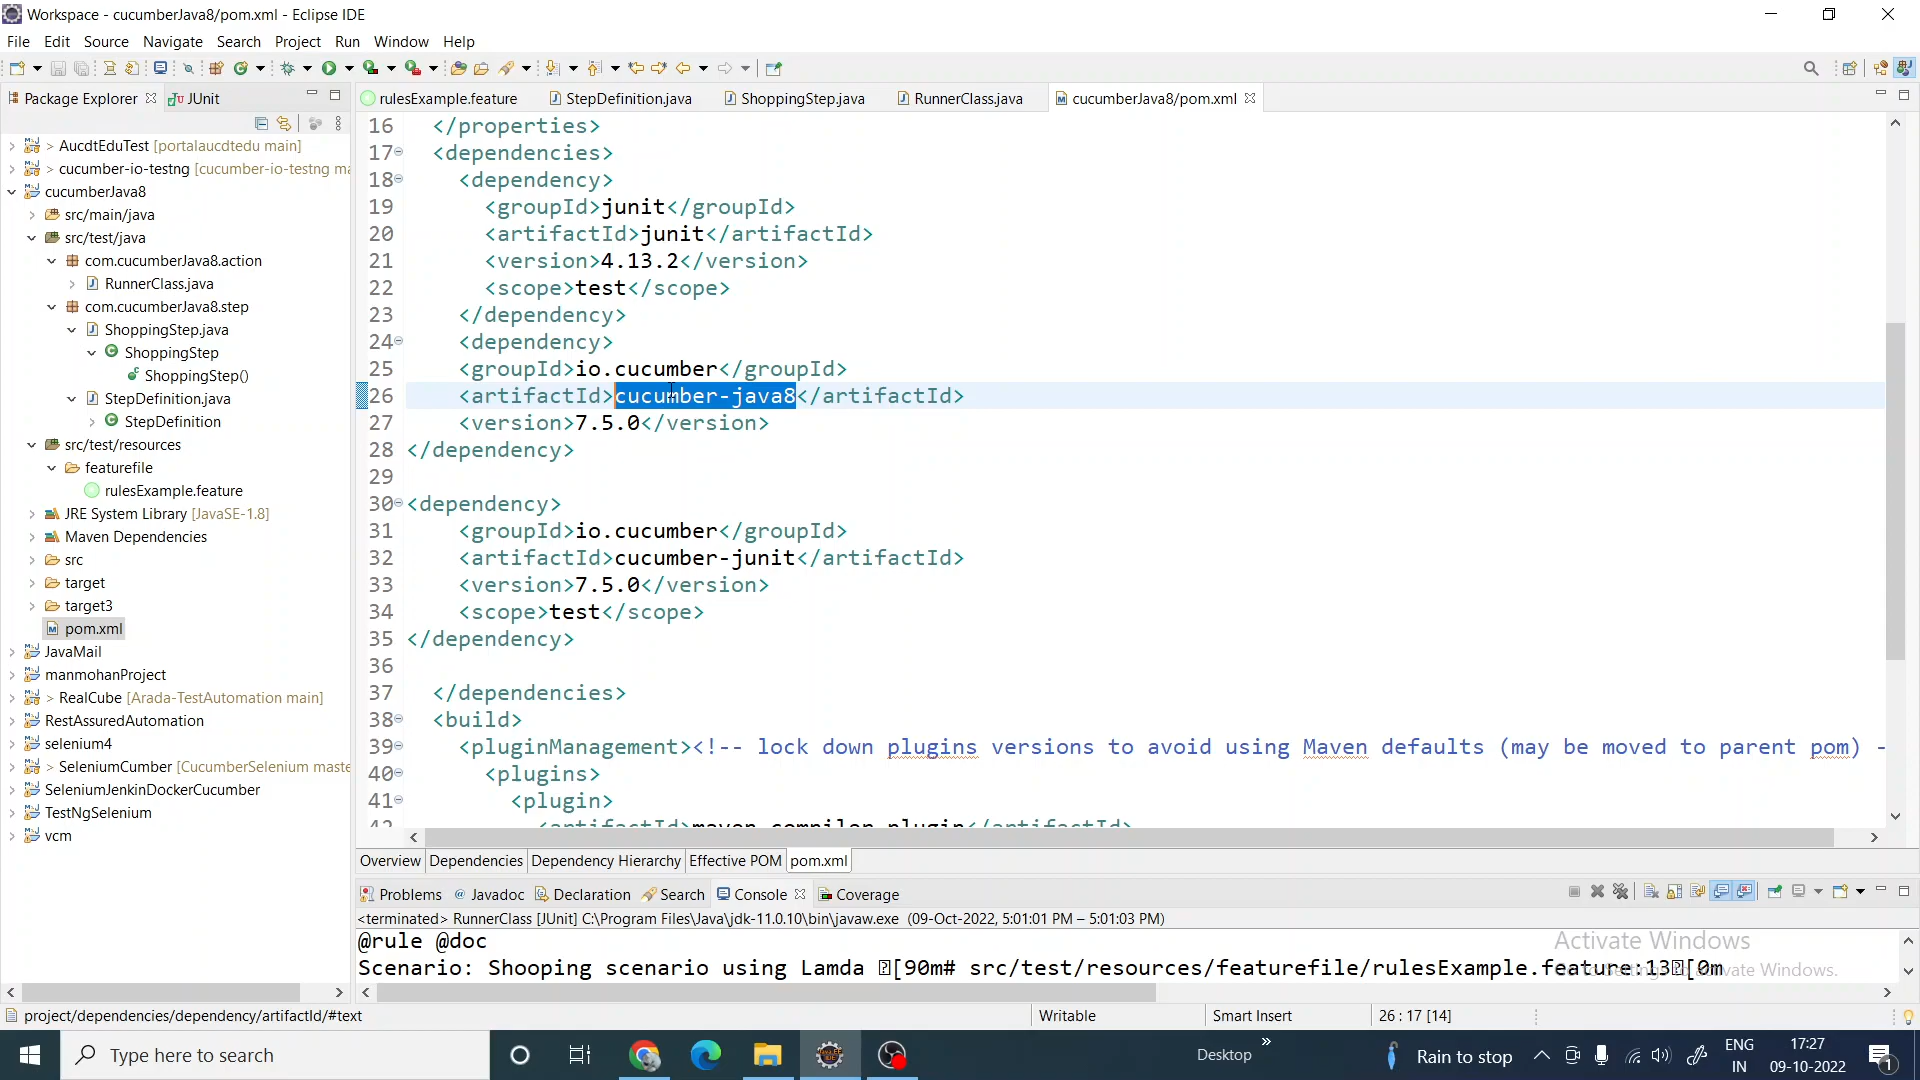 Workspace - cucumberJava8/pom.xml - Eclipse IDE
File Edit Source Navigate Search Project Run Window Help
Package Explorer
JUnit
rulesExample.feature
StepDefinition.java
ShoppingStep.java
RunnerClass.java
cucumberJava8/pom.xml
> AucdtEduTest [portalaucdtedu main]
> cucumber-io-testng [cucumber-io-testng ma
cucumberJava8
src/main/java
src/test/java
com.cucumberJava8.action
RunnerClass.java
com.cucumberJava8.step
ShoppingStep.java
ShoppingStep
ShoppingStep()
StepDefinition.java
StepDefinition
src/test/resources
featurefile
rulesExample.feature
JRE System Library [JavaSE-1.8]
Maven Dependencies
src
target
target3
pom.xml
JavaMail
manmohanProject
> RealCube [Arada-TestAutomation main]
RestAssuredAutomation
selenium4
> SeleniumCumber [CucumberSelenium maste
SeleniumJenkinDockerCucumber
TestNgSelenium
vcm
16 </properties>
17 <dependencies>
18 <dependency>
19 <groupId>junit</groupId>
20 <artifactId>junit</artifactId>
21 <version>4.13.2</version>
22 <scope>test</scope>
23 </dependency>
24 <dependency>
25 <groupId>io.cucumber</groupId>
26 <artifactId>cucumber-java8</artifactId>
27 <version>7.5.0</version>
28 </dependency>
29
30 <dependency>
31 <groupId>io.cucumber</groupId>
32 <artifactId>cucumber-junit</artifactId>
33 <version>7.5.0</version>
34 <scope>test</scope>
35 </dependency>
36
37 </dependencies>
38 <build>
39 <pluginManagement><!-- lock down plugins versions to avoid using Maven defaults (may be moved to parent pom) -
40 <plugins>
41 <plugin>
42 <artifactId>maven-compiler-plugin</artifactId>
Overview Dependencies Dependency Hierarchy Effective POM pom.xml
Problems Javadoc Declaration Search Console Coverage
<terminated> RunnerClass [JUnit] C:\Program Files\Java\jdk-11.0.10\bin\javaw.exe (09-Oct-2022, 5:01:01 PM – 5:01:03 PM)
@rule @doc
Scenario: Shooping scenario using Lamda [90m# src/test/resources/featurefile/rulesExample.feature:13[0m
Activate Windows
project/dependencies/dependency/artifactId/#text
Writable
Smart Insert
26 : 17 [14]
Type here to search
Desktop
Rain to stop
ENG
IN
17:27
09-10-2022
1